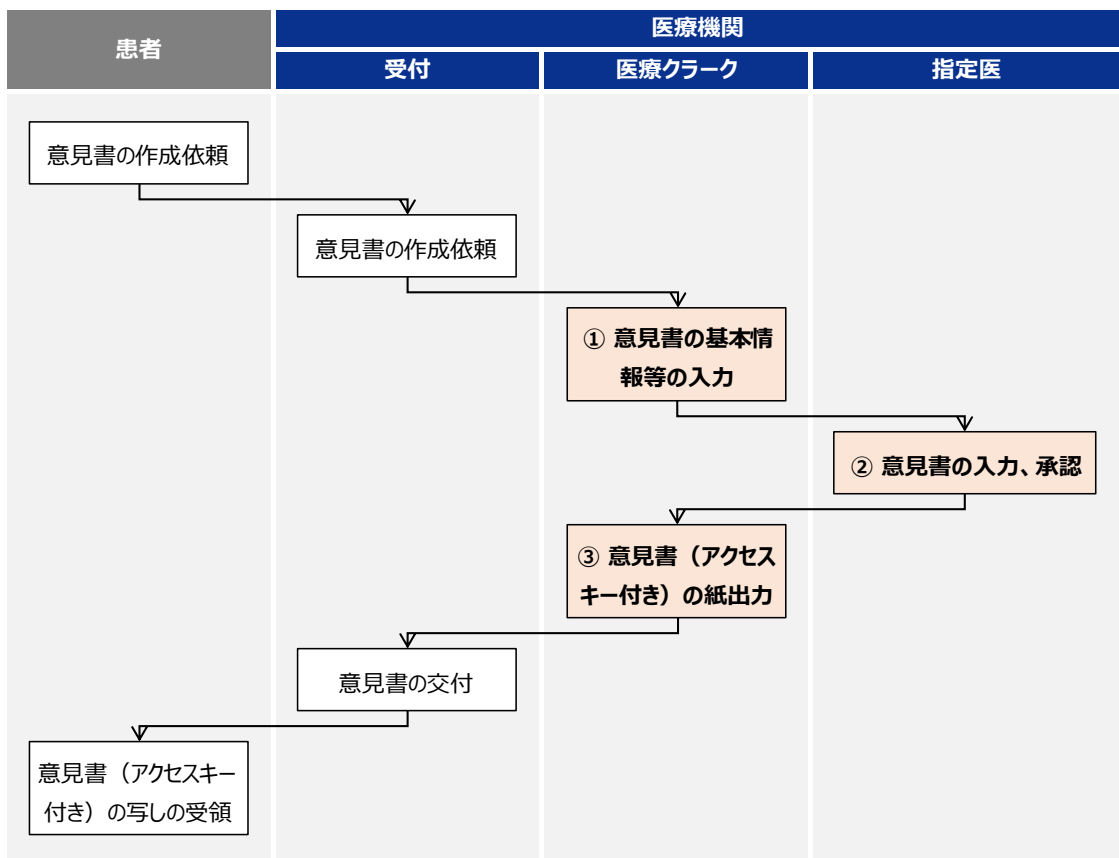 患者
医療機関
受付
医療クラーク
指定医
意見書の作成依頼
意見書の作成依頼
① 意見書の基本情
報等の入力
② 意見書の入力、承認
③ 意見書（アクセス
キー付き）の紙出力
意見書の交付
意見書（アクセスキー
付き）の写しの受領